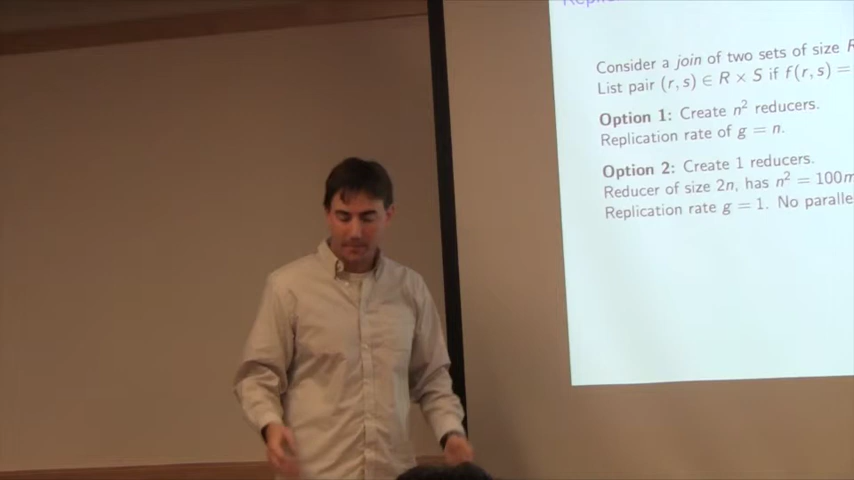 Consider a join of two sets of size R
List pair (r, s) ∈ R × S if f(r, s) =
Option 1: Create n² reducers.
Replication rate of g = n.
Option 2: Create 1 reducers.
Reducer of size 2n, has n² = 100m
Replication rate g = 1. No paralle